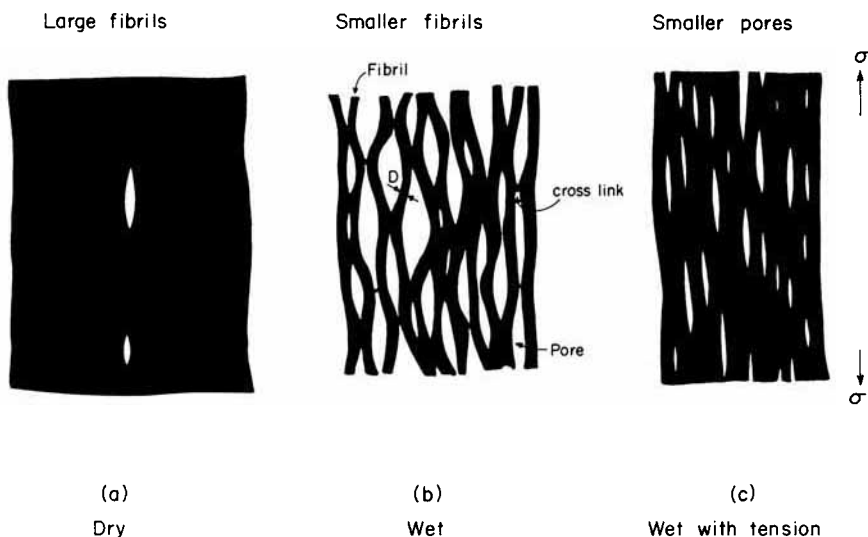 Large fibrils
Smaller fibrils
Smaller pores
σ
Fibril
D
cross link
Pore
σ
(a)
(b)
(c)
Dry
Wet
Wet with tension